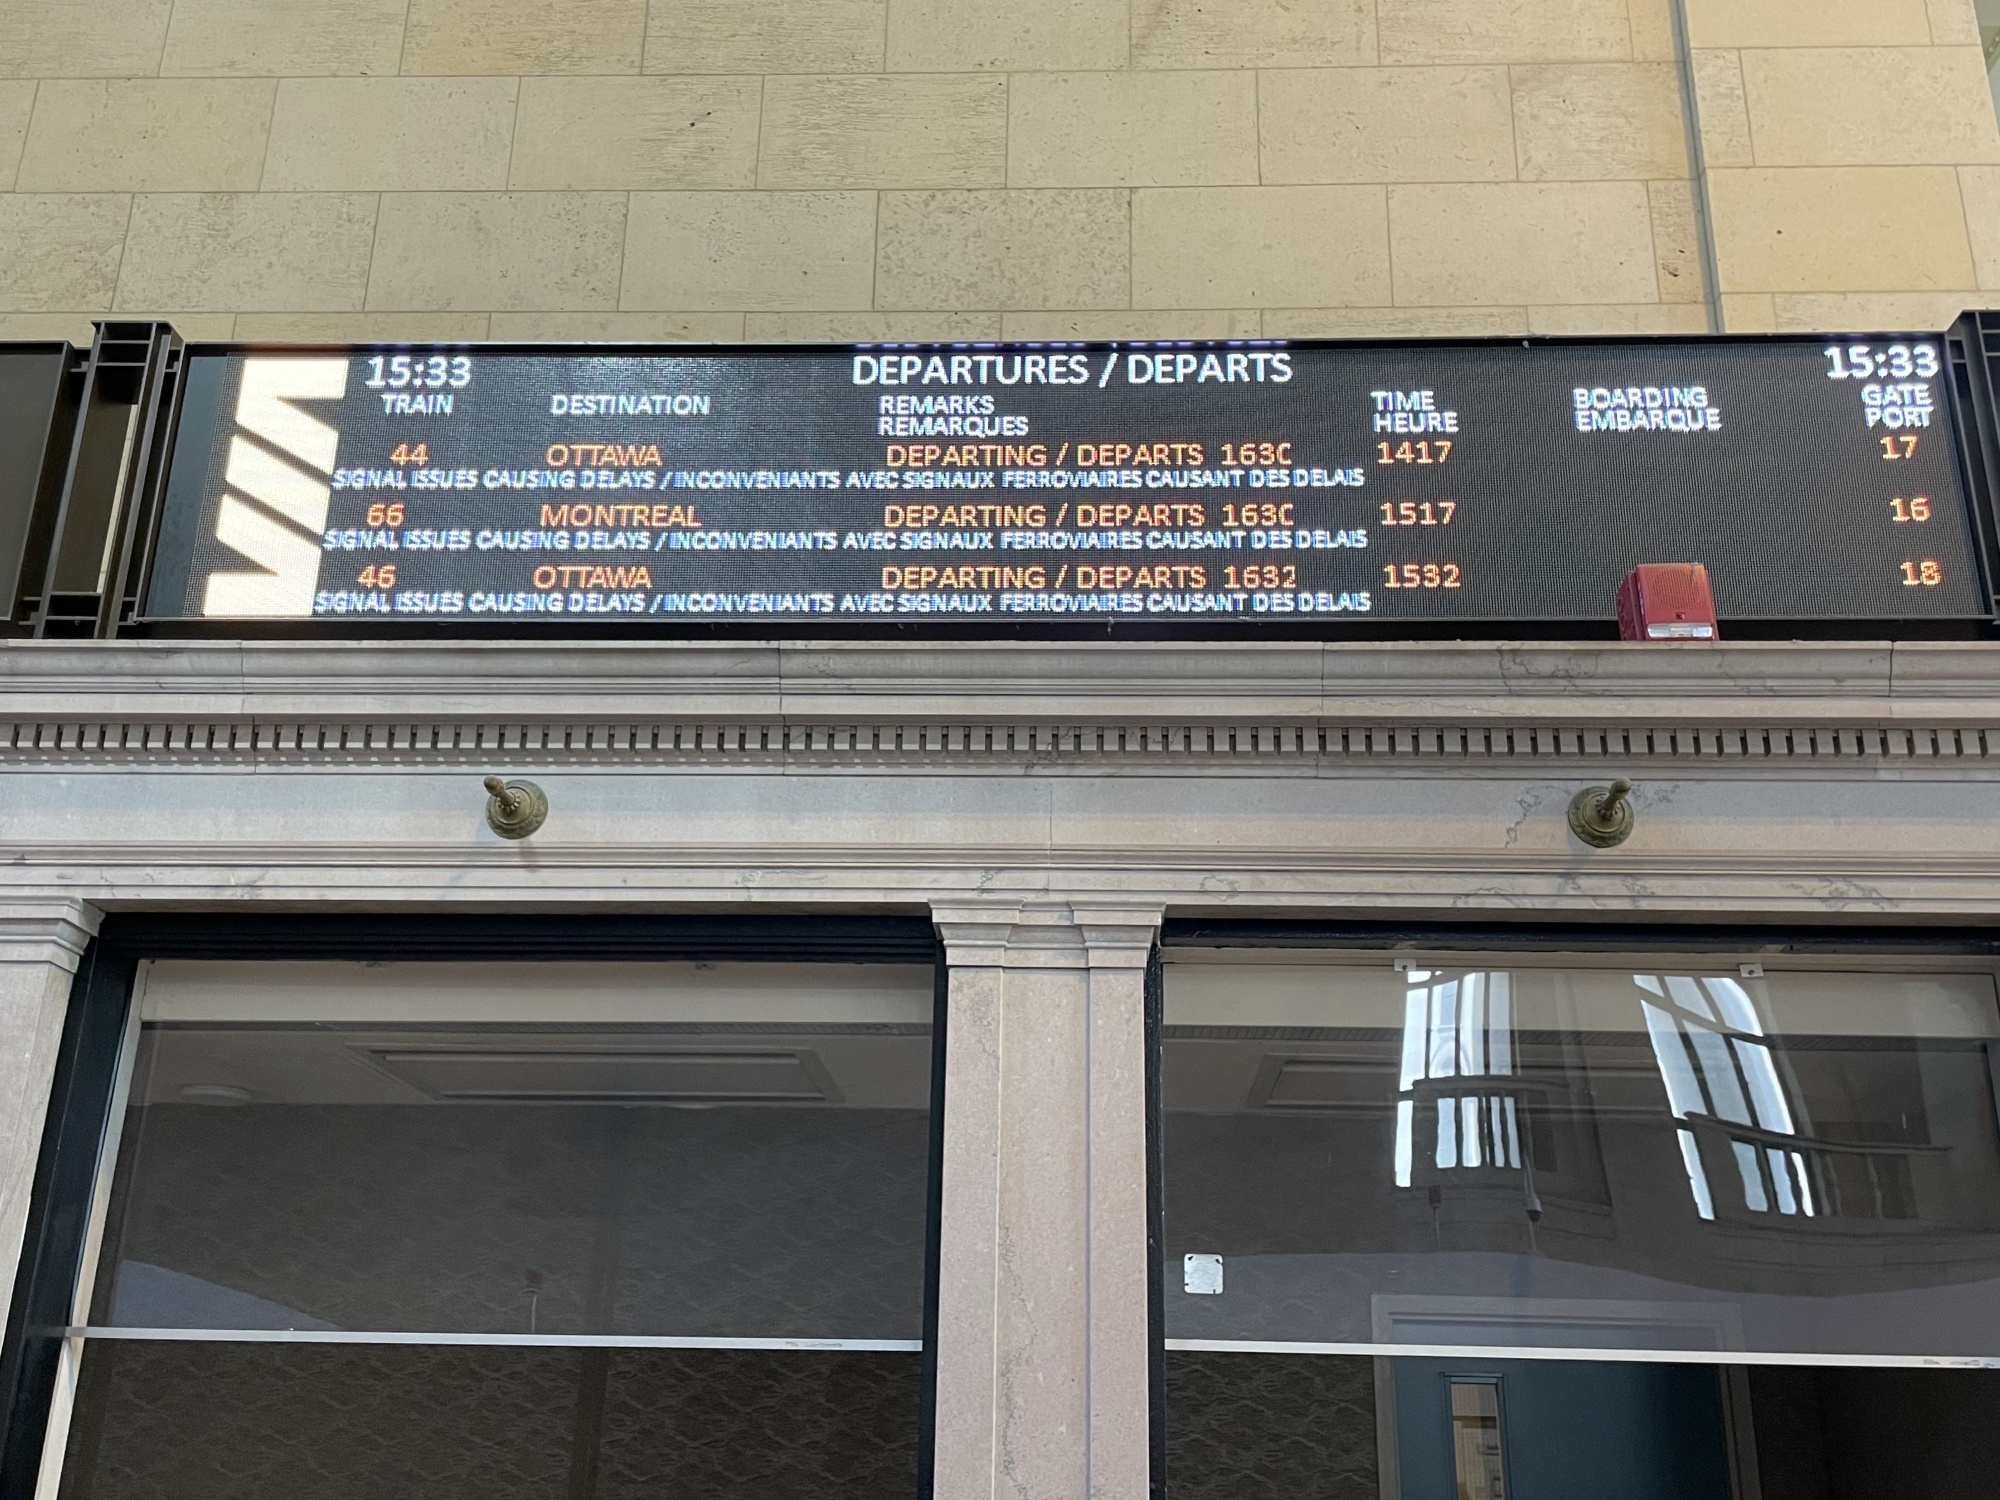 VIA
15:33 DEPARTURES / DEPARTS 15:33
TRAIN DESTINATION REMARKS TIME BOARDING GATE
REMARQUES HEURE EMBARQUE PORT
44 OTTAWA DEPARTING / DEPARTS 1630 1417 17
SIGNAL ISSUES CAUSING DELAYS / INCONVENIANTS AVEC SIGNAUX FERROVIAIRES CAUSANT DES DELAIS
66 MONTREAL DEPARTING / DEPARTS 1630 1517 16
SIGNAL ISSUES CAUSING DELAYS / INCONVENIANTS AVEC SIGNAUX FERROVIAIRES CAUSANT DES DELAIS
46 OTTAWA DEPARTING / DEPARTS 1632 1532 18
SIGNAL ISSUES CAUSING DELAYS / INCONVENIANTS AVEC SIGNAUX FERROVIAIRES CAUSANT DES DELAIS